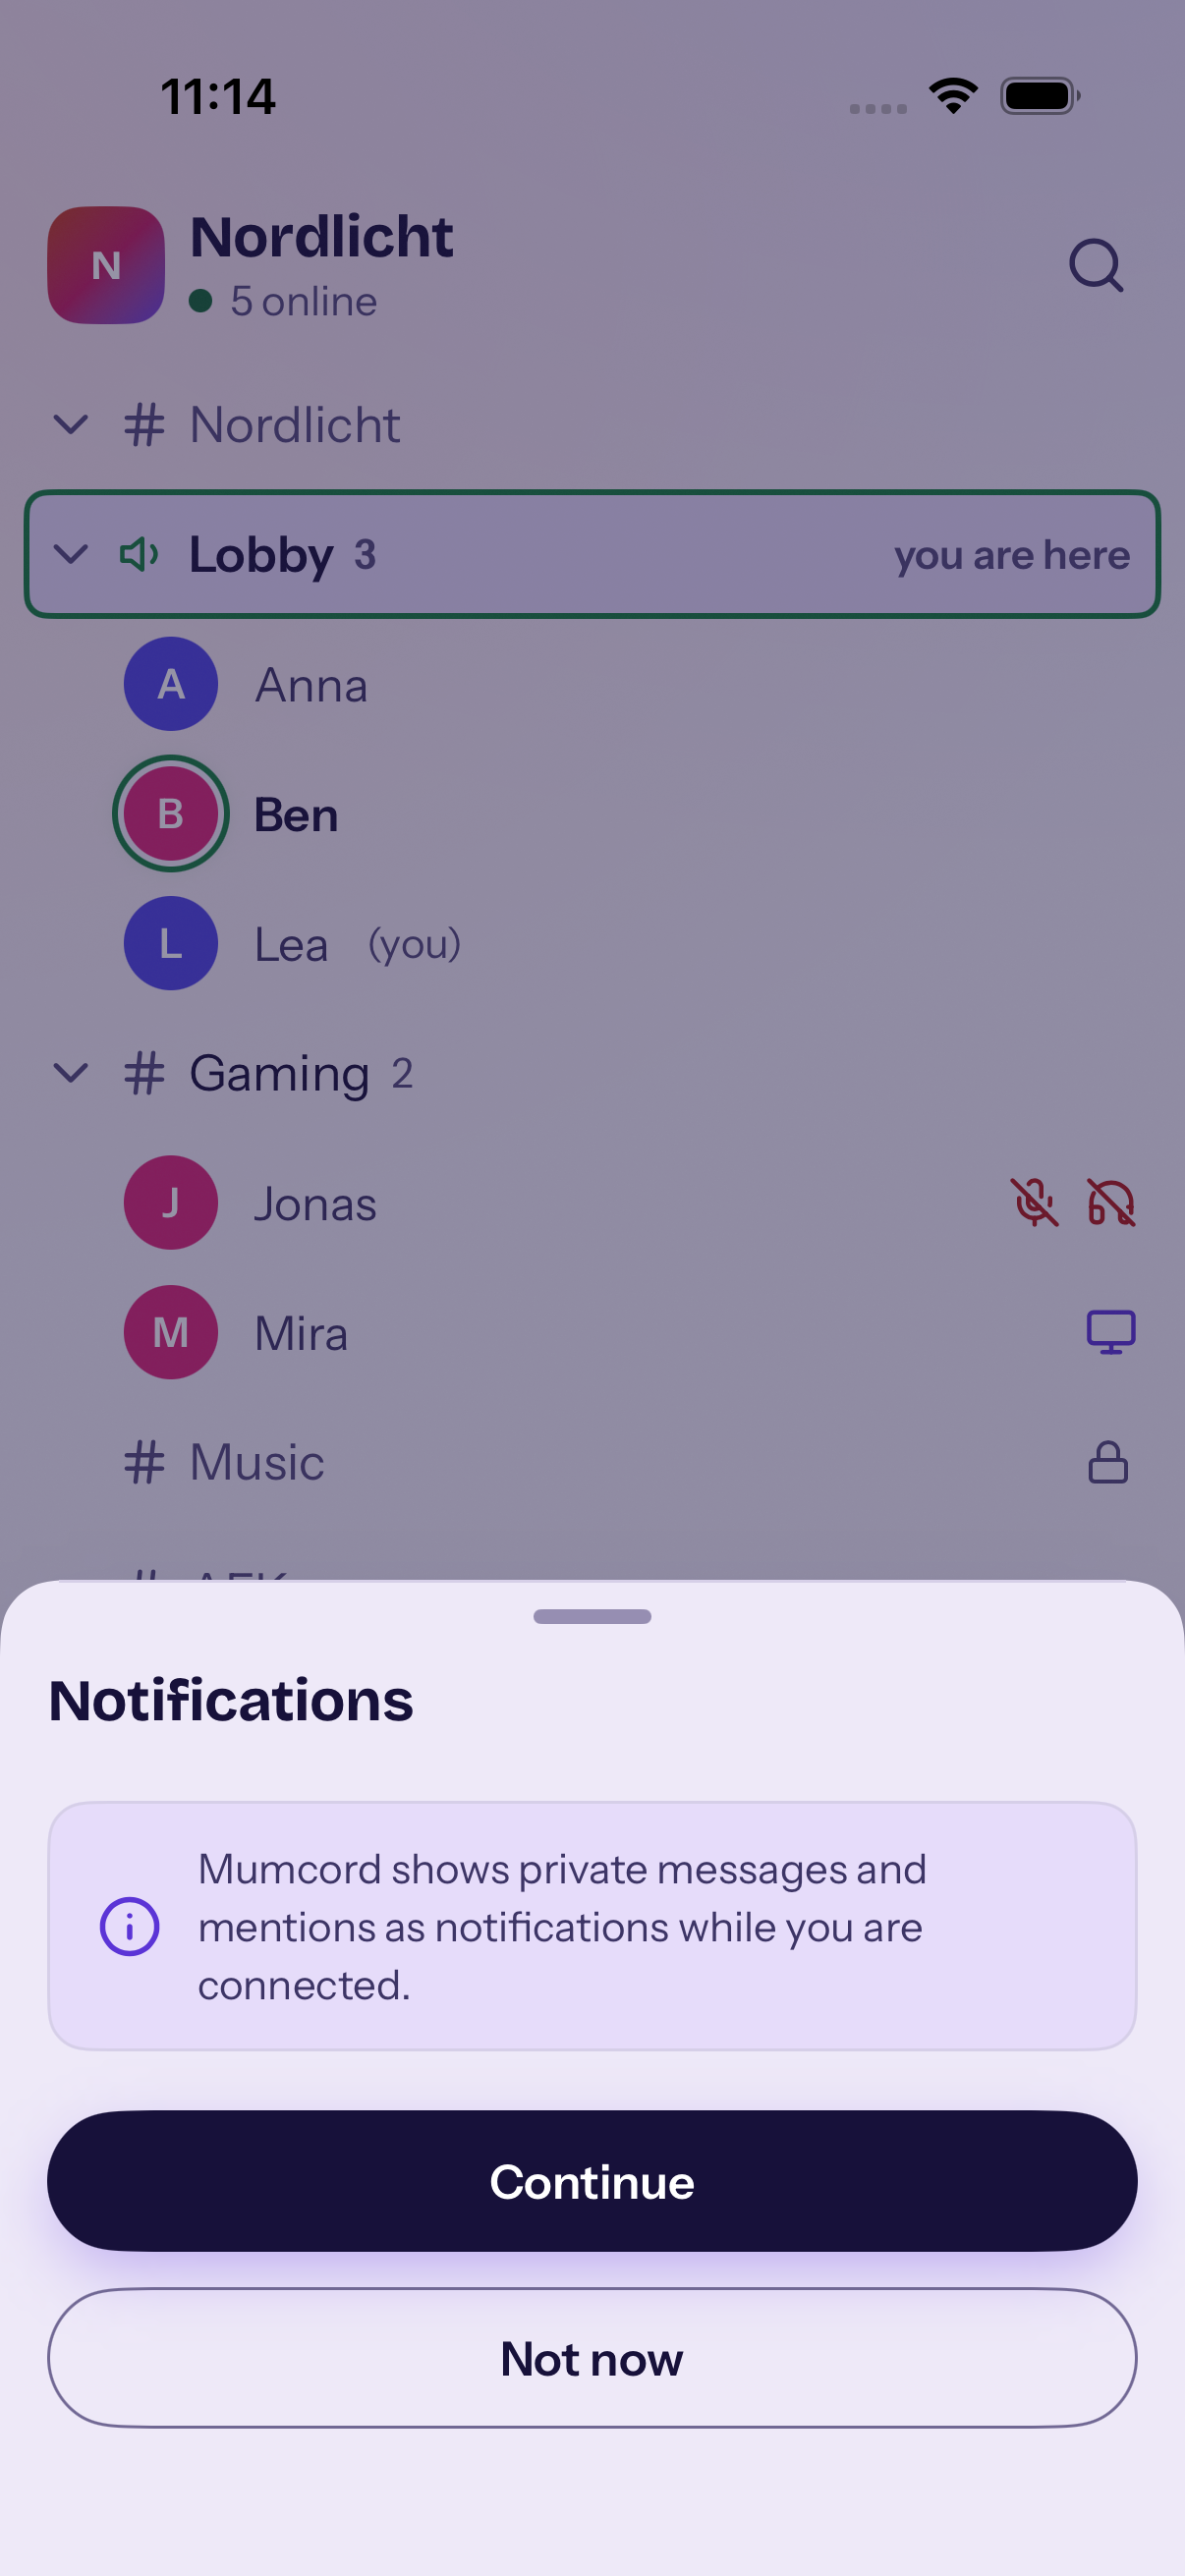 11:14
N
Nordlicht
5 online
# Nordlicht
Lobby 3 you are here
A Anna
B Ben
L Lea (you)
# Gaming 2
J Jonas
M Mira
# Music
# AFK
Notifications
Mumcord shows private messages and
mentions as notifications while you are
connected.
Continue
Not now